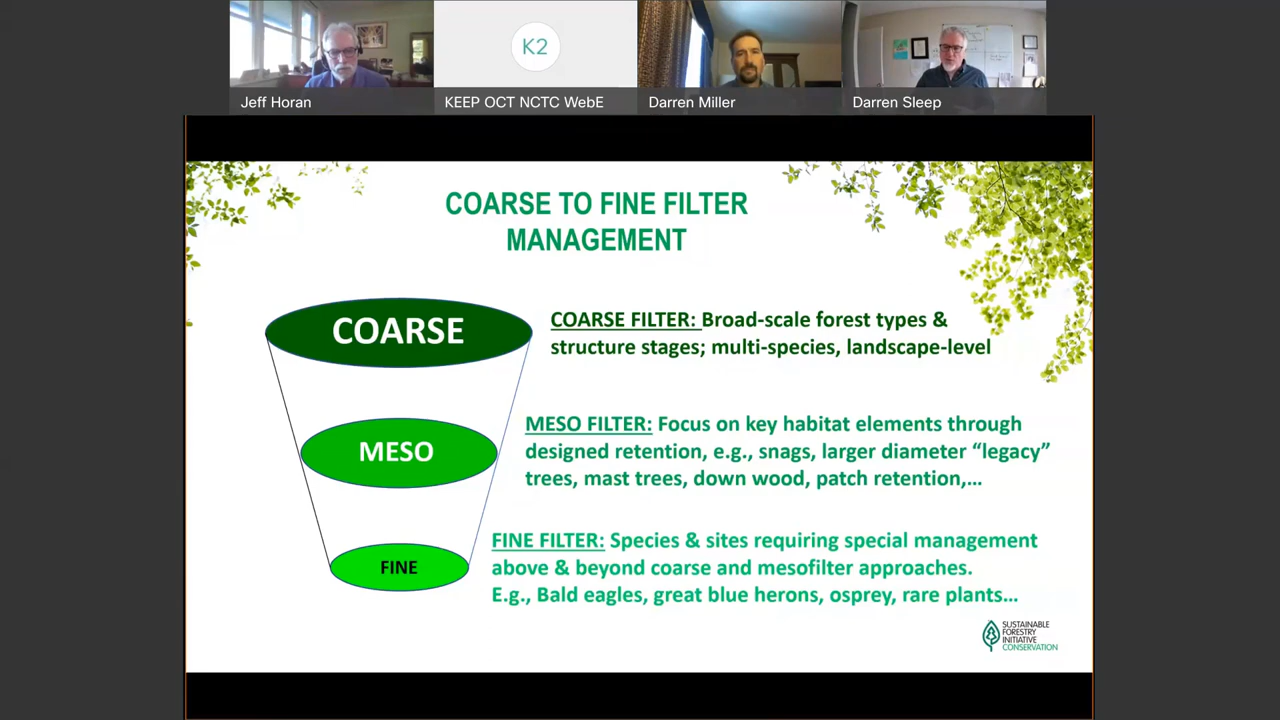 K2
Jeff Horan
KEEP OCT NCTC WebE
Darren Miller
Darren Sleep
COARSE TO FINE FILTER
MANAGEMENT
COARSE
COARSE FILTER: Broad-scale forest types &
structure stages; multi-species, landscape-level
MESO
MESO FILTER: Focus on key habitat elements through
designed retention, e.g., snags, larger diameter “legacy”
trees, mast trees, down wood, patch retention,...
FINE
FINE FILTER: Species & sites requiring special management
above & beyond coarse and mesofilter approaches.
E.g., Bald eagles, great blue herons, osprey, rare plants...
SUSTAINABLE
FORESTRY
INITIATIVE
CONSERVATION